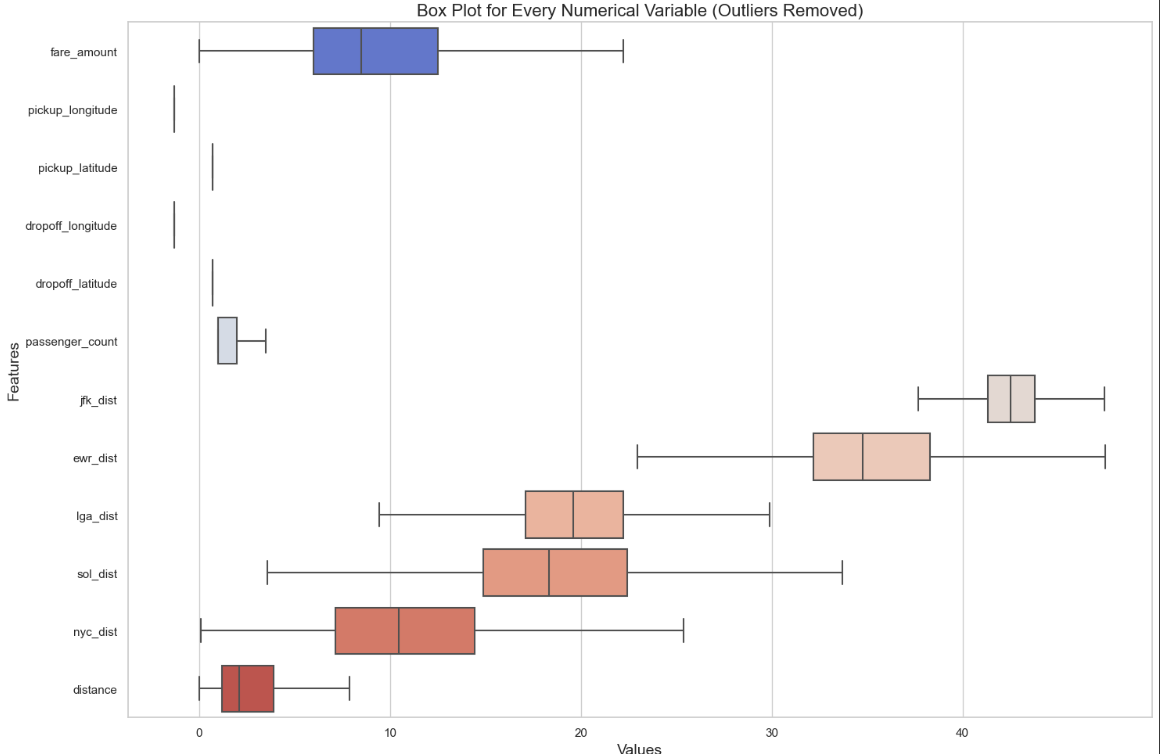 Box Plot for Every Numerical Variable (Outliers Removed)
fare_amount
pickup_longitude
pickup_latitude
dropoff_longitude
dropoff_latitude
passenger_count
jfk_dist
ewr_dist
lga_dist
sol_dist
nyc_dist
distance
Features
0 10 20 30 40
Values